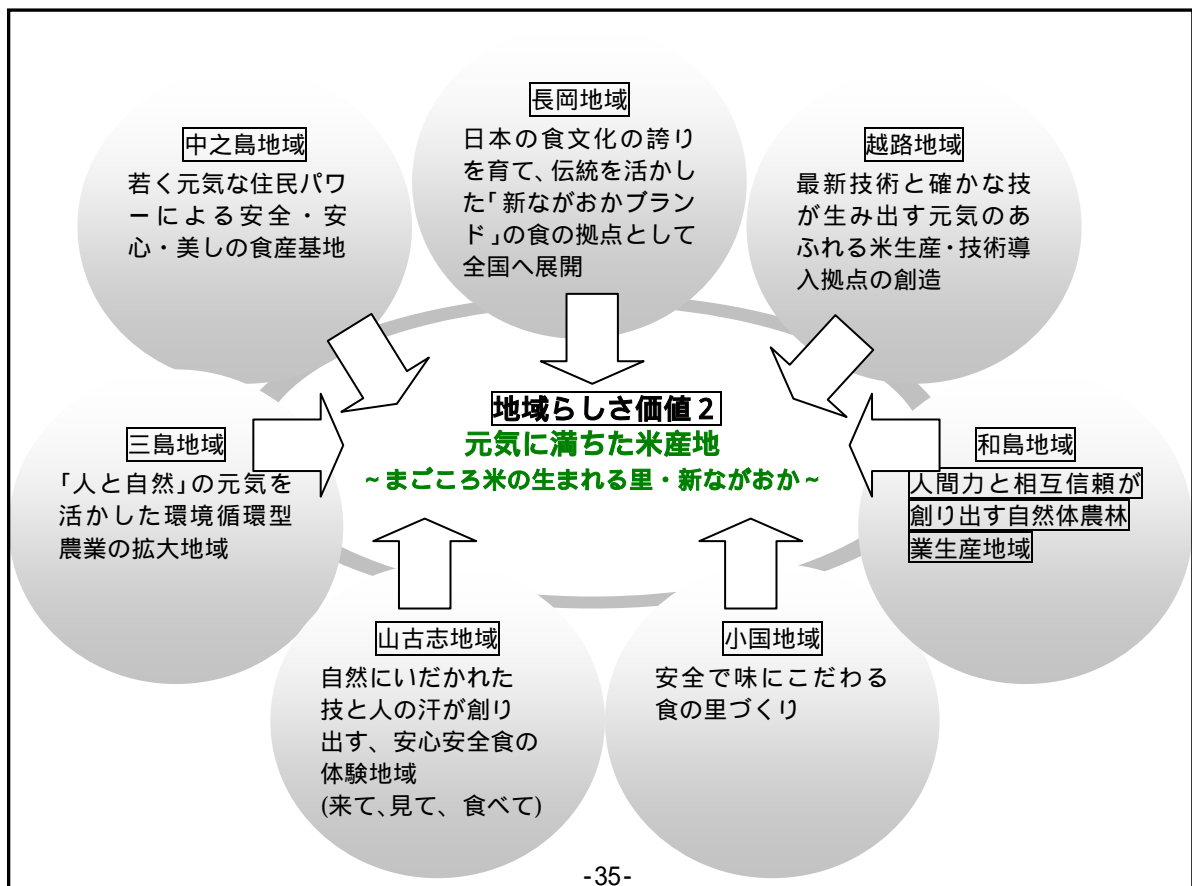 長岡地域
日本の食文化の誇り
を育て、伝統を活かし
た「新ながおかブラン
ド」の食の拠点として
全国へ展開
中之島地域
若く元気な住民パワ
ーによる安全・安
心・美しの食産基地
越路地域
最新技術と確かな技
が生み出す元気のあ
ふれる米生産・技術導
入拠点の創造
地域らしさ価値2
元気に満ちた米産地
~まごころ米の生まれる里・新ながおか~
三島地域
「人と自然」の元気を
活かした環境循環型
農業の拡大地域
和島地域
人間力と相互信頼が
創り出す自然体農林
業生産地域
山古志地域
自然にいだかれた
技と人の汗が創り
出す、安心安全食の
体験地域
(来て、見て、食べて)
小国地域
安全で味にこだわる
食の里づくり
-35-